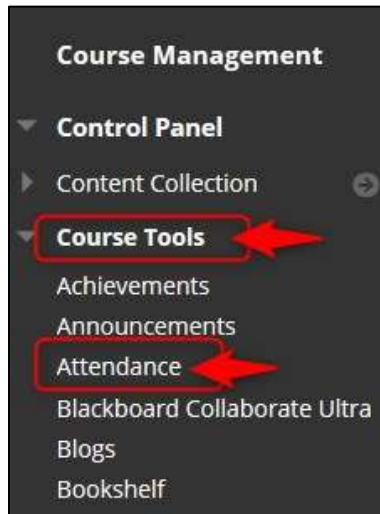 Course Management
Control Panel
Content Collection
Course Tools
Achievements
Announcements
Attendance
Blackboard Collaborate Ultra
Blogs
Bookshelf